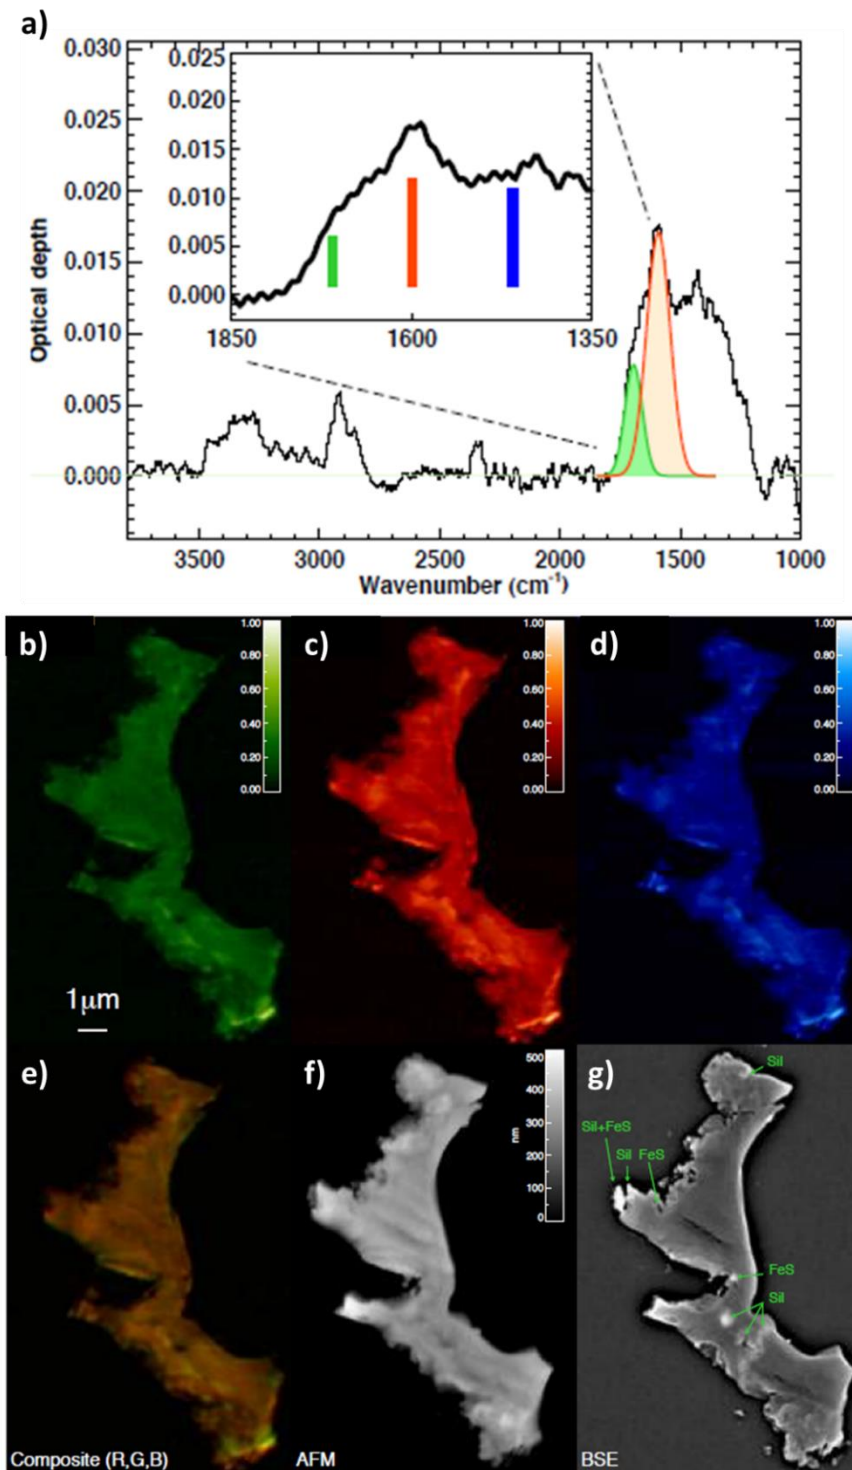 a)
0.030
0.025
0.020
0.015
0.010
0.005
0.000
Optical depth
0.025
0.020
0.015
0.010
0.005
0.000
1850 1600 1350
3500 3000 2500 2000 1500 1000
Wavenumber (cm⁻¹)
b) c) d)
1.00 1.00 1.00
0.80 0.80 0.80
0.60 0.60 0.60
0.40 0.40 0.40
0.20 0.20 0.20
0.00 0.00 0.00
1μm
e) f) g)
500
400
300
200
100
0
nm
Sil
Sil+FeS
Sil FeS
FeS
Sil
Composite (R,G,B) AFM BSE